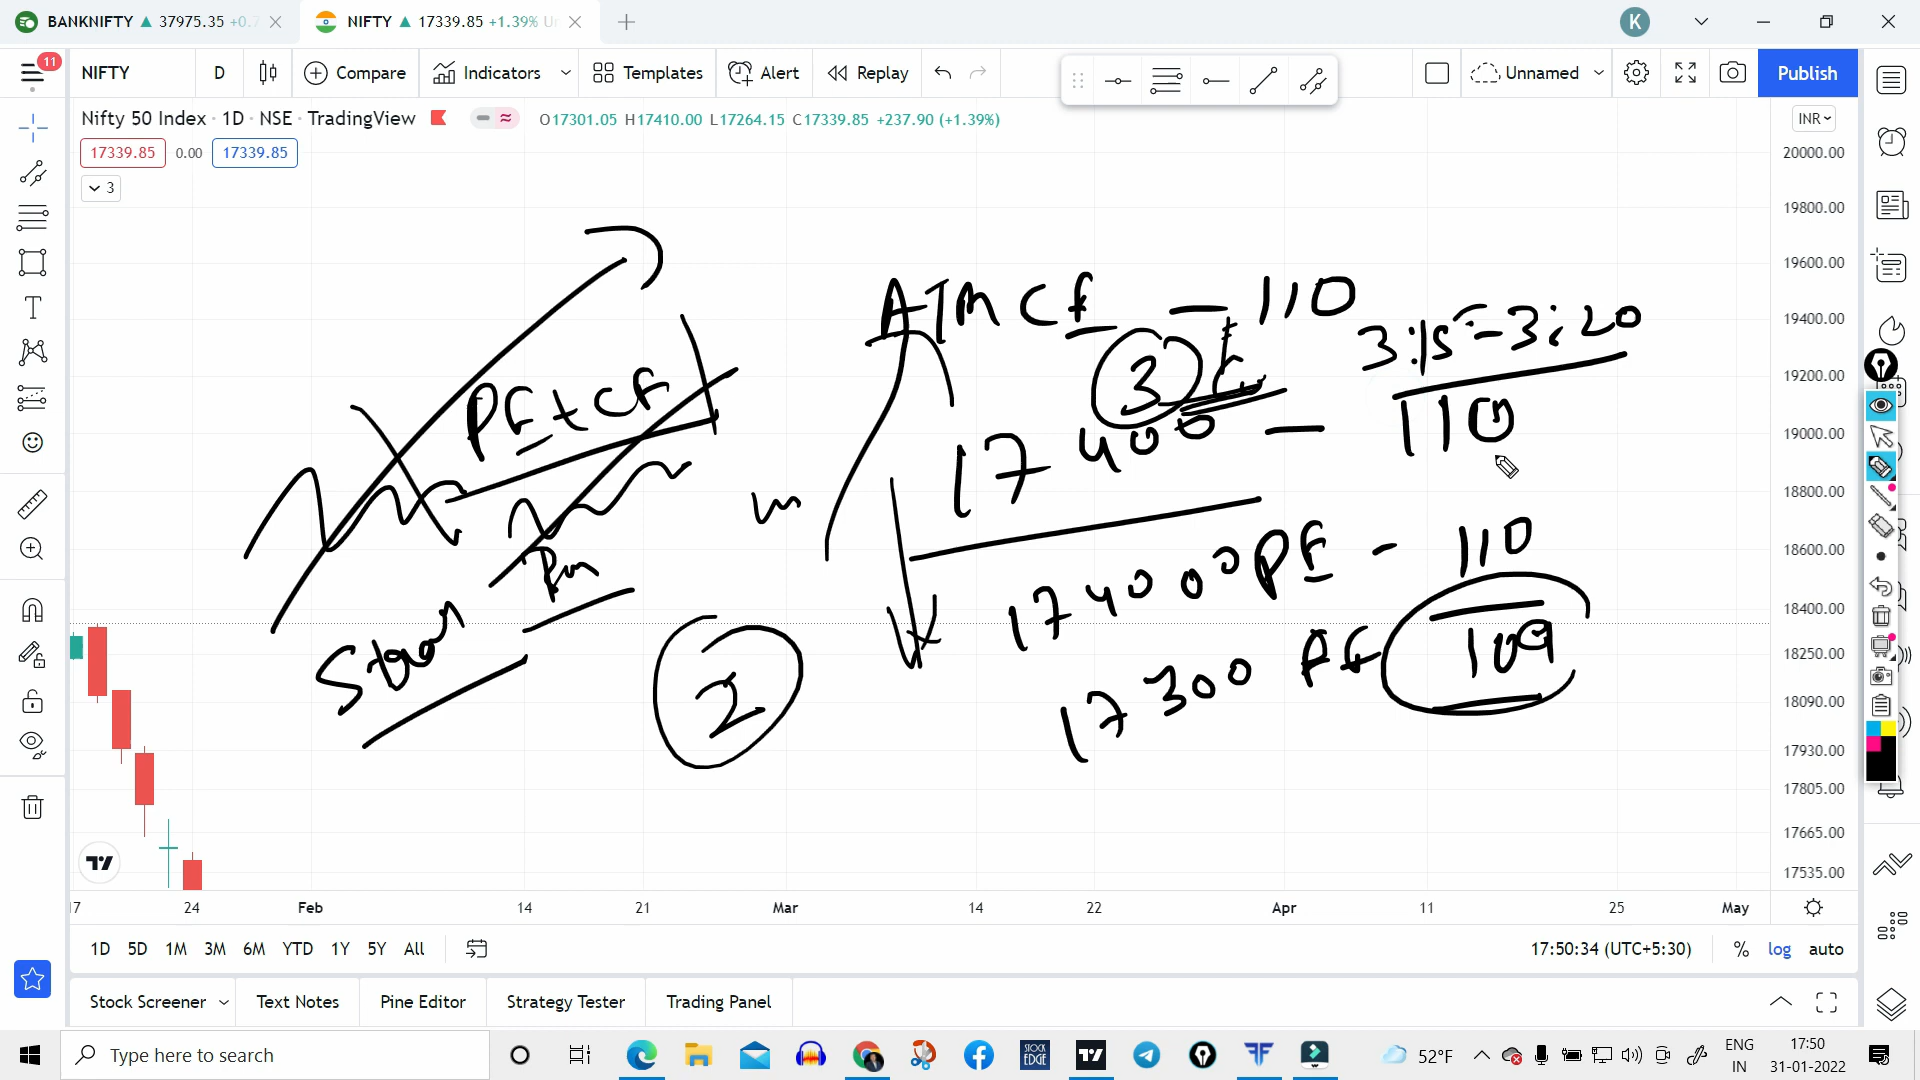 BANKNIFTY ▲ 37975.35 +0.7
NIFTY ▲ 17339.85 +1.39% U
K
11
NIFTY
D
Compare
Indicators
Templates
Alert
Replay
Unnamed
Publish
Nifty 50 Index · 1D · NSE · TradingView
O17301.05 H17410.00 L17264.15 C17339.85 +237.90 (+1.39%)
INR
17339.85 0.00 17339.85
3
20000.00
19800.00
19600.00
19400.00
19200.00
19000.00
18800.00
18600.00
18400.00
18250.00
18090.00
17930.00
17805.00
17665.00
17535.00
ATM CE — 110
3:15 - 3:20
3
PE + CE
17400 — 110
17400 PE - 110
17300 PE 109
2
17 24 Feb 14 21 Mar 14 22 Apr 11 25 May
1D 5D 1M 3M 6M YTD 1Y 5Y All
17:50:34 (UTC+5:30) % log auto
Stock Screener Text Notes Pine Editor Strategy Tester Trading Panel
Type here to search
STOCK EDGE
52°F
ENG
IN
17:50
31-01-2022